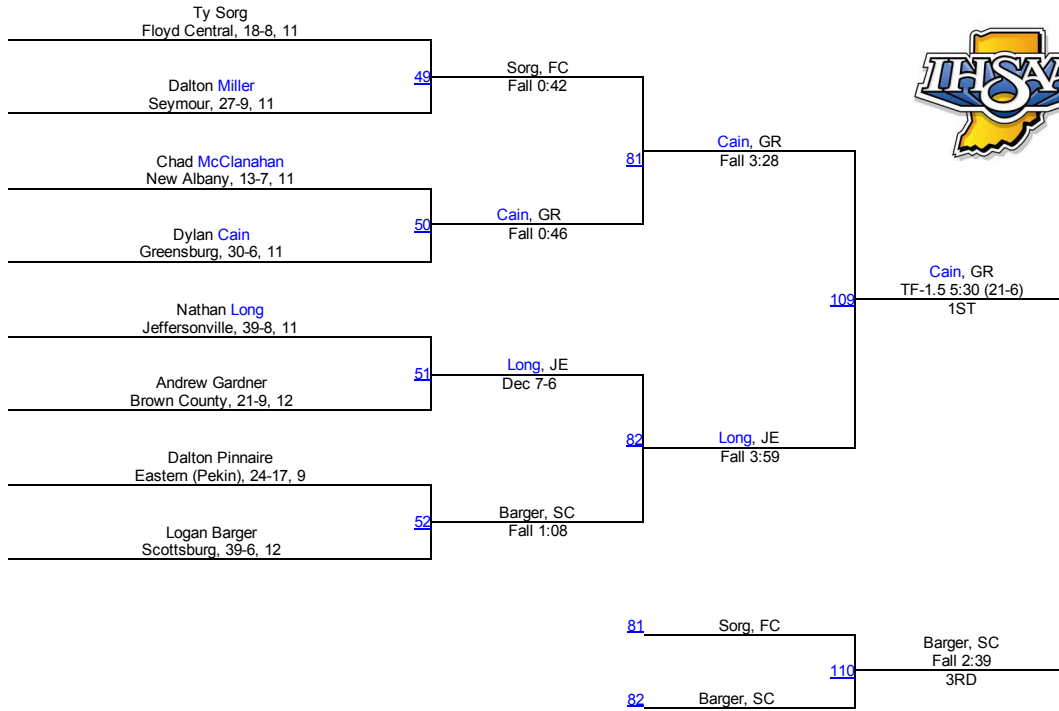 Ty Sorg
Floyd Central, 18-8, 11
49
Dalton Miller
Seymour, 27-9, 11
Sorg, FC
Fall 0:42
Chad McClanahan
New Albany, 13-7, 11
50
Dylan Cain
Greensburg, 30-6, 11
Cain, GR
Fall 0:46
81
Cain, GR
Fall 3:28
Nathan Long
Jeffersonville, 39-8, 11
51
Andrew Gardner
Brown County, 21-9, 12
Long, JE
Dec 7-6
Dalton Pinnaire
Eastern (Pekin), 24-17, 9
52
Logan Barger
Scottsburg, 39-6, 12
Barger, SC
Fall 1:08
82
Long, JE
Fall 3:59
109
Cain, GR
TF-1.5 5:30 (21-6)
1ST
81
Sorg, FC
82
Barger, SC
110
Barger, SC
Fall 2:39
3RD
IHSAA